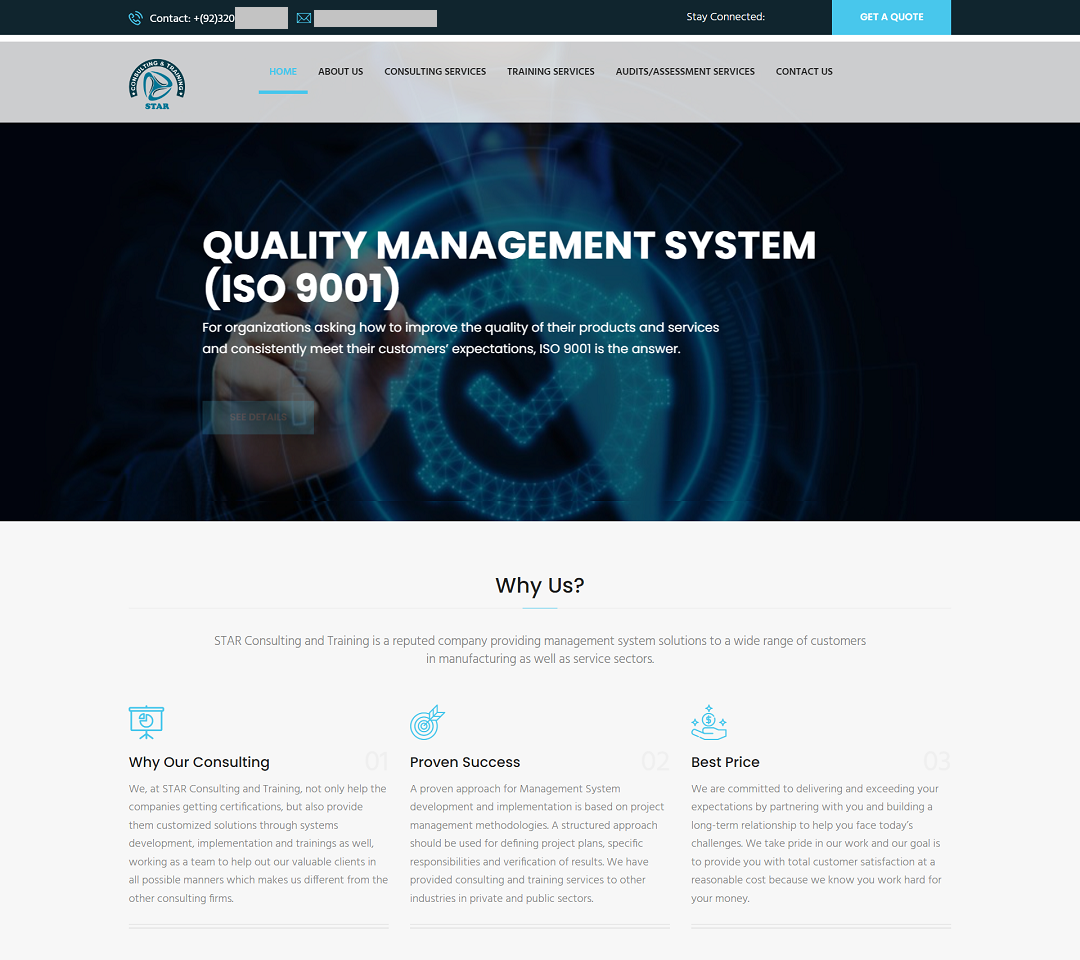 Contact: +(92)320
Stay Connected:
GET A QUOTE
CONSULTING & TRAINING
STAR
HOME
ABOUT US
CONSULTING SERVICES
TRAINING SERVICES
AUDITS/ASSESSMENT SERVICES
CONTACT US
QUALITY MANAGEMENT SYSTEM
(ISO 9001)
For organizations asking how to improve the quality of their products and services
and consistently meet their customers’ expectations, ISO 9001 is the answer.
SEE DETAILS
Why Us?
STAR Consulting and Training is a reputed company providing management system solutions to a wide range of customers
in manufacturing as well as service sectors.
01
Why Our Consulting
We, at STAR Consulting and Training, not only help the
companies getting certifications, but also provide
them customized solutions through systems
development, implementation and trainings as well,
working as a team to help out our valuable clients in
all possible manners which makes us different from the
other consulting firms.
02
Proven Success
A proven approach for Management System
development and implementation is based on project
management methodologies. A structured approach
should be used for defining project plans, specific
responsibilities and verification of results. We have
provided consulting and training services to other
industries in private and public sectors.
03
Best Price
We are committed to delivering and exceeding your
expectations by partnering with you and building a
long-term relationship to help you face today’s
challenges. We take pride in our work and our goal is
to provide you with total customer satisfaction at a
reasonable cost because we know you work hard for
your money.